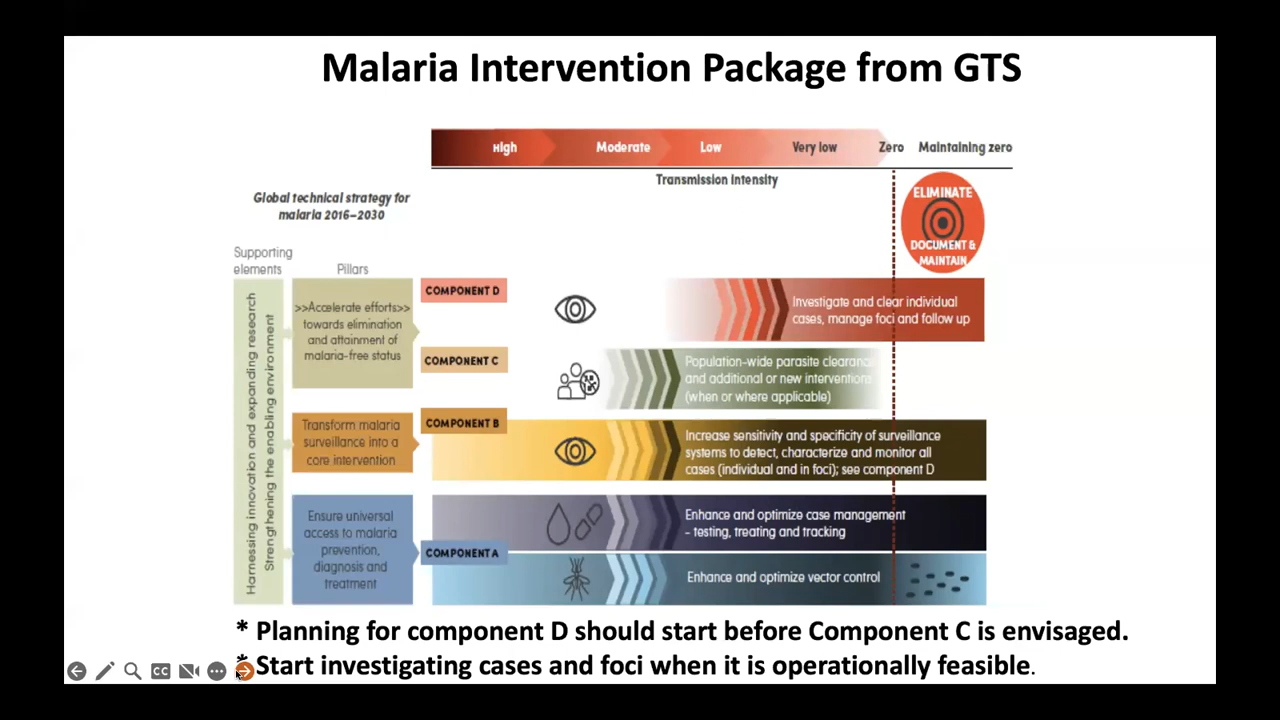 Malaria Intervention Package from GTS
High Moderate Low Very low Zero Maintaining zero
Transmission intensity
Global technical strategy for
malaria 2016–2030
ELIMINATE
DOCUMENT &
MAINTAIN
Supporting
elements
Pillars
Harnessing innovation and expanding research
Strengthening the enabling environment
>>Accelerate efforts>>
towards elimination
and attainment of
malaria-free status
COMPONENT D
Investigate and clear individual
cases, manage foci and follow up
COMPONENT C
Population-wide parasite clearance
and additional or new interventions
(when or where applicable)
Transform malaria
surveillance into a
core intervention
COMPONENT B
Increase sensitivity and specificity of surveillance
systems to detect, characterize and monitor all
cases (individual and in foci); see component D
Ensure universal
access to malaria
prevention,
diagnosis and
treatment
COMPONENT A
Enhance and optimize case management
- testing, treating and tracking
Enhance and optimize vector control
* Planning for component D should start before Component C is envisaged.
* Start investigating cases and foci when it is operationally feasible.
CC